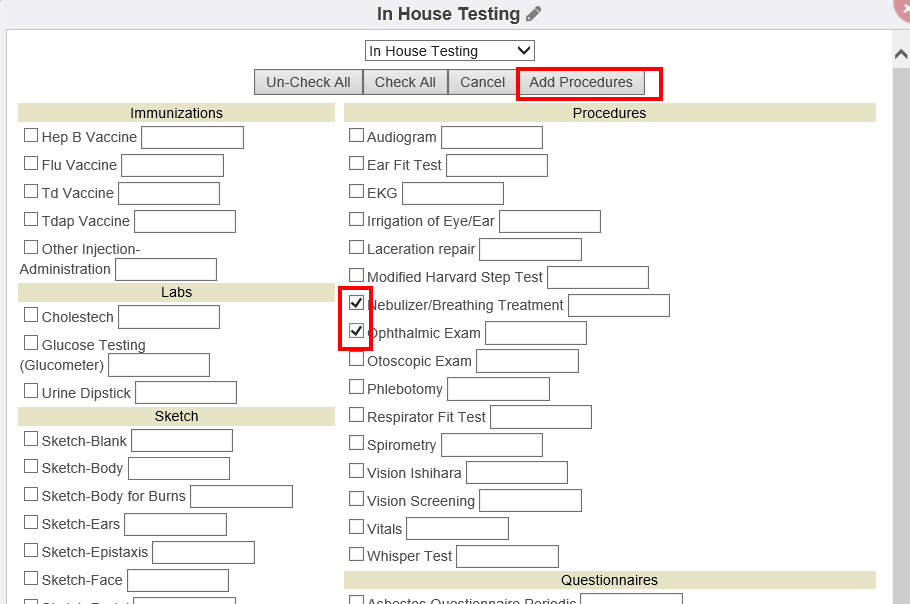 In House Testing
In House Testing
Un-Check All Check All Cancel Add Procedures
Immunizations
Hep B Vaccine
Flu Vaccine
Td Vaccine
Tdap Vaccine
Other Injection-
Administration
Labs
Cholestech
Glucose Testing
(Glucometer)
Urine Dipstick
Sketch
Sketch-Blank
Sketch-Body
Sketch-Body for Burns
Sketch-Ears
Sketch-Epistaxis
Sketch-Face
Procedures
Audiogram
Ear Fit Test
EKG
Irrigation of Eye/Ear
Laceration repair
Modified Harvard Step Test
Nebulizer/Breathing Treatment
Ophthalmic Exam
Otoscopic Exam
Phlebotomy
Respirator Fit Test
Spirometry
Vision Ishihara
Vision Screening
Vitals
Whisper Test
Questionnaires
Asbestos Questionnaire Periodic